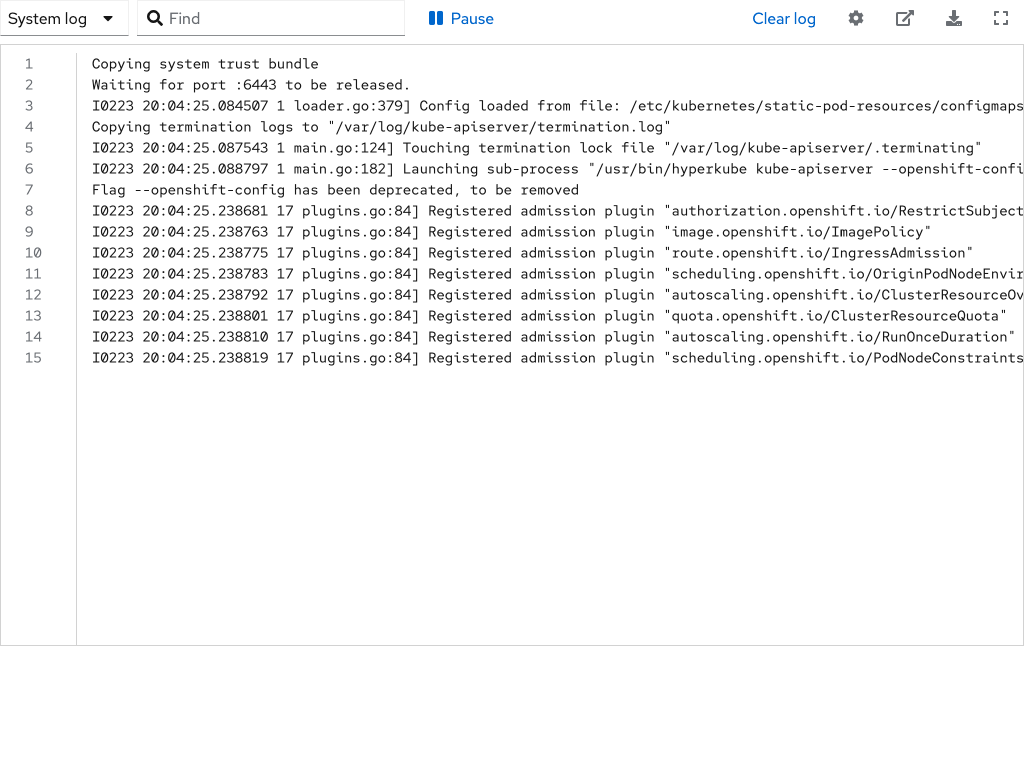 System log Find Pause Clear log
1 Copying system trust bundle
2 Waiting for port :6443 to be released.
3 I0223 20:04:25.084507 1 loader.go:379] Config loaded from file: /etc/kubernetes/static-pod-resources/configmaps
4 Copying termination logs to "/var/log/kube-apiserver/termination.log"
5 I0223 20:04:25.087543 1 main.go:124] Touching termination lock file "/var/log/kube-apiserver/.terminating"
6 I0223 20:04:25.088797 1 main.go:182] Launching sub-process "/usr/bin/hyperkube kube-apiserver --openshift-confi
7 Flag --openshift-config has been deprecated, to be removed
8 I0223 20:04:25.238681 17 plugins.go:84] Registered admission plugin "authorization.openshift.io/RestrictSubject
9 I0223 20:04:25.238763 17 plugins.go:84] Registered admission plugin "image.openshift.io/ImagePolicy"
10 I0223 20:04:25.238775 17 plugins.go:84] Registered admission plugin "route.openshift.io/IngressAdmission"
11 I0223 20:04:25.238783 17 plugins.go:84] Registered admission plugin "scheduling.openshift.io/OriginPodNodeEnvir
12 I0223 20:04:25.238792 17 plugins.go:84] Registered admission plugin "autoscaling.openshift.io/ClusterResourceOv
13 I0223 20:04:25.238801 17 plugins.go:84] Registered admission plugin "quota.openshift.io/ClusterResourceQuota"
14 I0223 20:04:25.238810 17 plugins.go:84] Registered admission plugin "autoscaling.openshift.io/RunOnceDuration"
15 I0223 20:04:25.238819 17 plugins.go:84] Registered admission plugin "scheduling.openshift.io/PodNodeConstraints